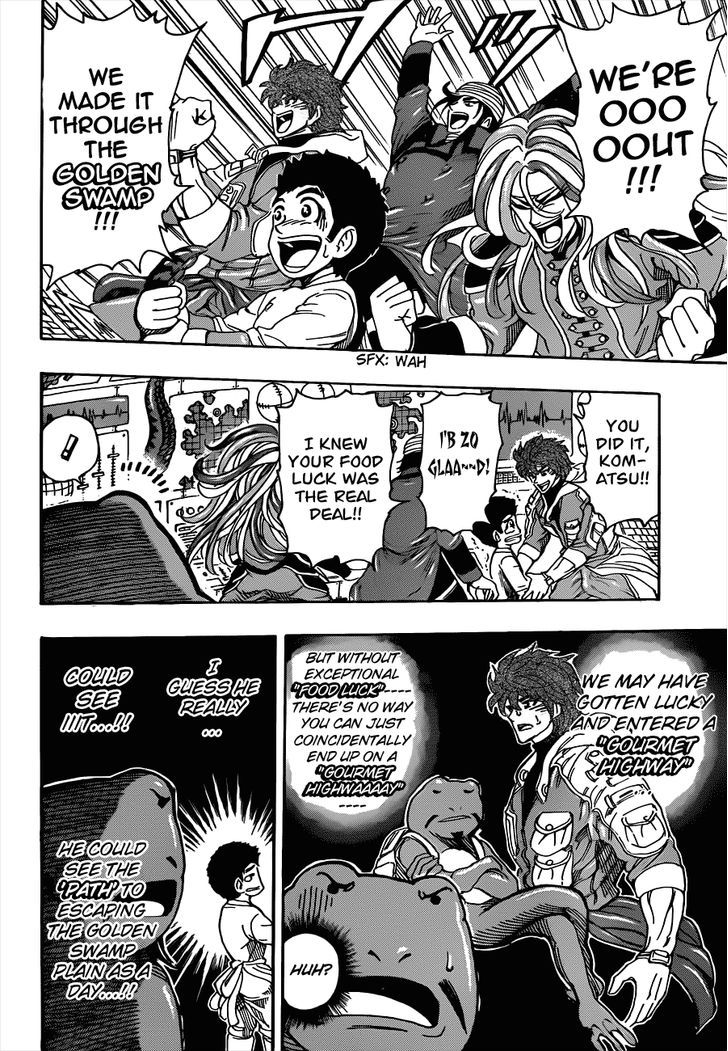 WE'RE
OOO
OOUT
!!!
WE
MADE IT
THROUGH
THE
GOLDEN
SWAMP
!!!
ワーッ
K
SFX: WAH
YOU
DID IT,
KOM-
ATSU!!
I'B ZO
GLAA~~D!
I KNEW
YOUR FOOD
LUCK WAS
THE REAL
DEAL!!
!
WE MAY HAVE
GOTTEN LUCKY
AND ENTERED A
"GOURMET
HIGHWAY"
BUT WITHOUT
EXCEPTIONAL
"FOOD LUCK"----
THERE'S NO WAY
YOU CAN JUST
COINCIDENTALLY
END UP ON A
"GOURMET
HIGHWAAAAY"
----
HUH?
I
GUESS HE
REALLY
...
COULD
SEE
IIIT...!!
HE COULD
SEE THE
"PATH" TO
ESCAPING
THE GOLDEN
SWAMP
PLAIN AS A
DAY...!!